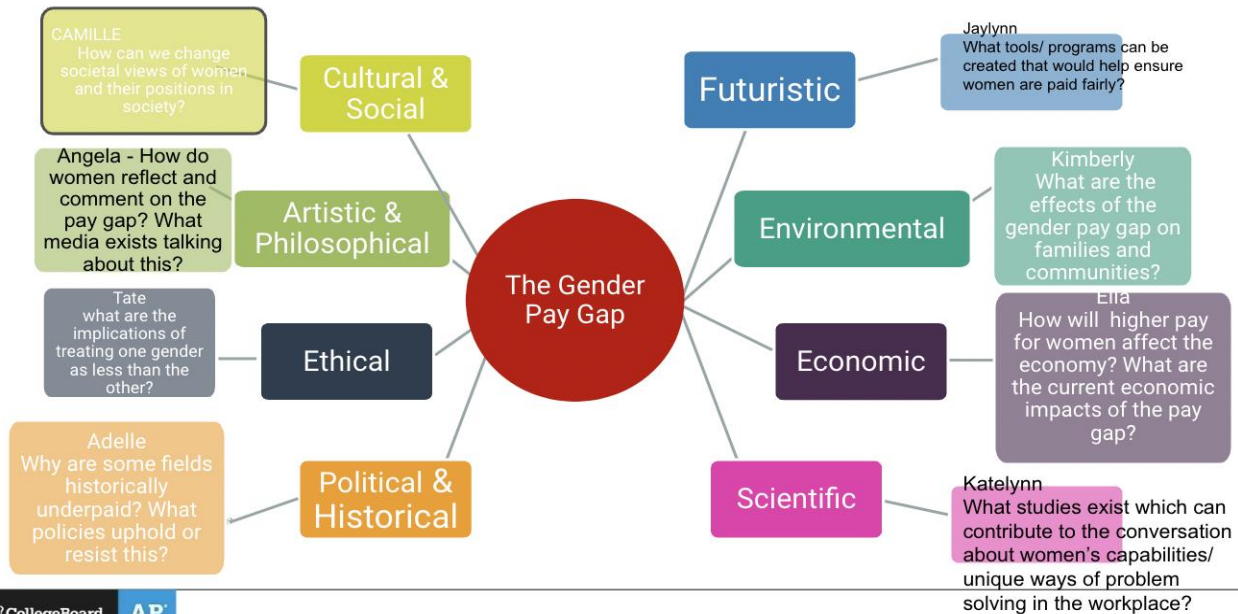 CAMILLE
How can we change
societal views of women
and their positions in
society?
Cultural &
Social
Angela - How do
women reflect and
comment on the
pay gap? What
media exists talking
about this?
Artistic &
Philosophical
Tate
what are the
implications of
treating one gender
as less than the
other?
Ethical
Adelle
Why are some fields
historically
underpaid? What
policies uphold or
resist this?
Political &
Historical
The Gender
Pay Gap
Futuristic
Jaylynn
What tools/ programs can be
created that would help ensure
women are paid fairly?
Environmental
Kimberly
What are the
effects of the
gender pay gap on
families and
communities?
Economic
Ella
How will higher pay
for women affect the
economy? What are
the current economic
impacts of the pay
gap?
Scientific
Katelynn
What studies exist which can
contribute to the conversation
about women's capabilities/
unique ways of problem
solving in the workplace?
CollegeBoard
AP